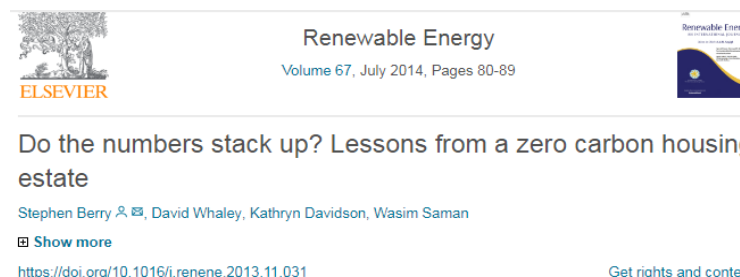 Renewable Energy
Volume 67, July 2014, Pages 80-89
ELSEVIER
Do the numbers stack up? Lessons from a zero carbon housing
estate
Stephen Berry, David Whaley, Kathryn Davidson, Wasim Saman
Show more
https://doi.org/10.1016/j.renene.2013.11.031
Get rights and conte